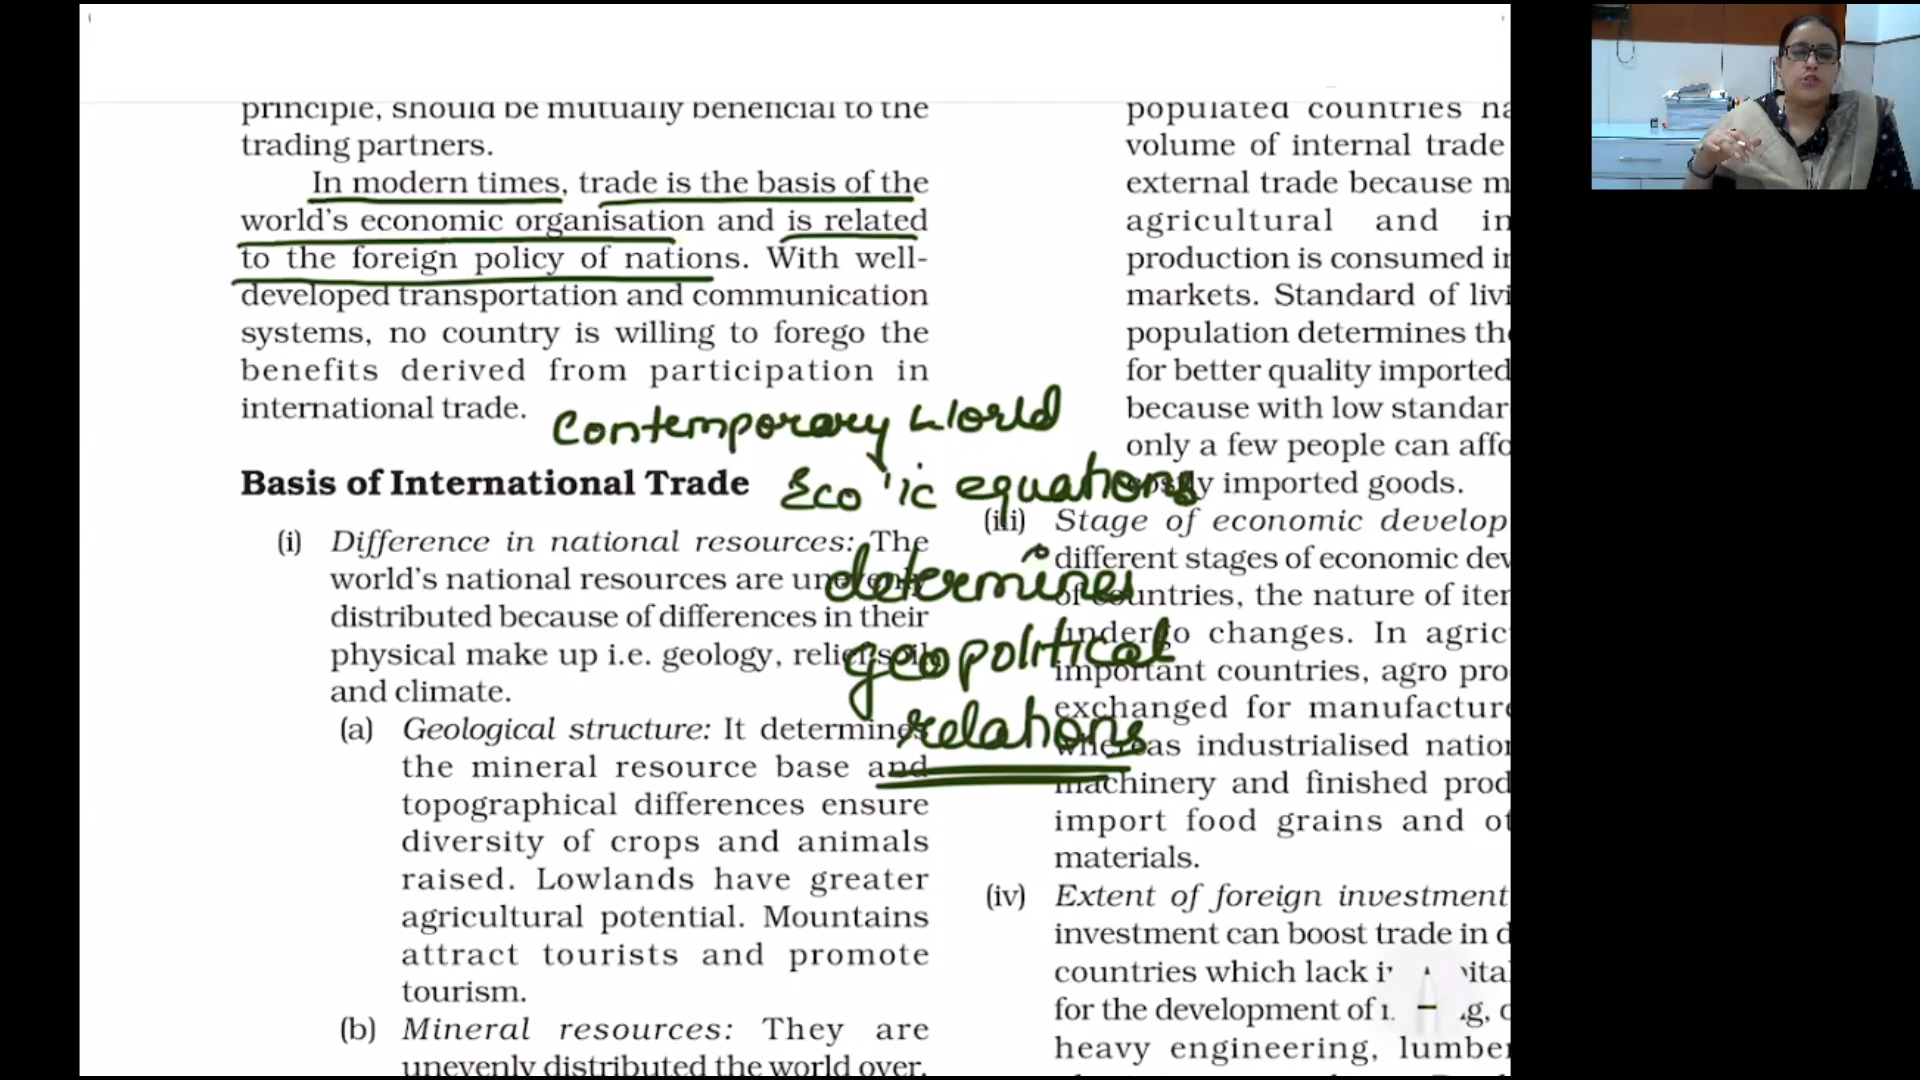 principle, should be mutually beneficial to the
trading partners.
In modern times, trade is the basis of the
world's economic organisation and is related
to the foreign policy of nations. With well-
developed transportation and communication
systems, no country is willing to forego the
benefits derived from participation in
international trade.
Contemporary World
Eco'ic equations
determines
geopolitical
relations
Basis of International Trade
(i) Difference in national resources: The
world's national resources are unevenly
distributed because of differences in their
physical make up i.e. geology, relief soil
and climate.
(a) Geological structure: It determines
the mineral resource base and
topographical differences ensure
diversity of crops and animals
raised. Lowlands have greater
agricultural potential. Mountains
attract tourists and promote
tourism.
(b) Mineral resources: They are
unevenly distributed the world over.
populated countries
volume of internal trade
external trade because
agricultural and
production is consumed
markets. Standard of
population determines
for better quality imported
because with low
only a few people can
costly imported goods.
(iii) Stage of economic
different stages of economic
of countries, the nature of
undergo changes. In
important countries, agro
exchanged for
whereas industrialised
machinery and finished
import food grains and
materials.
(iv) Extent of foreign investment
investment can boost trade in
countries which lack
for the development of
heavy engineering,